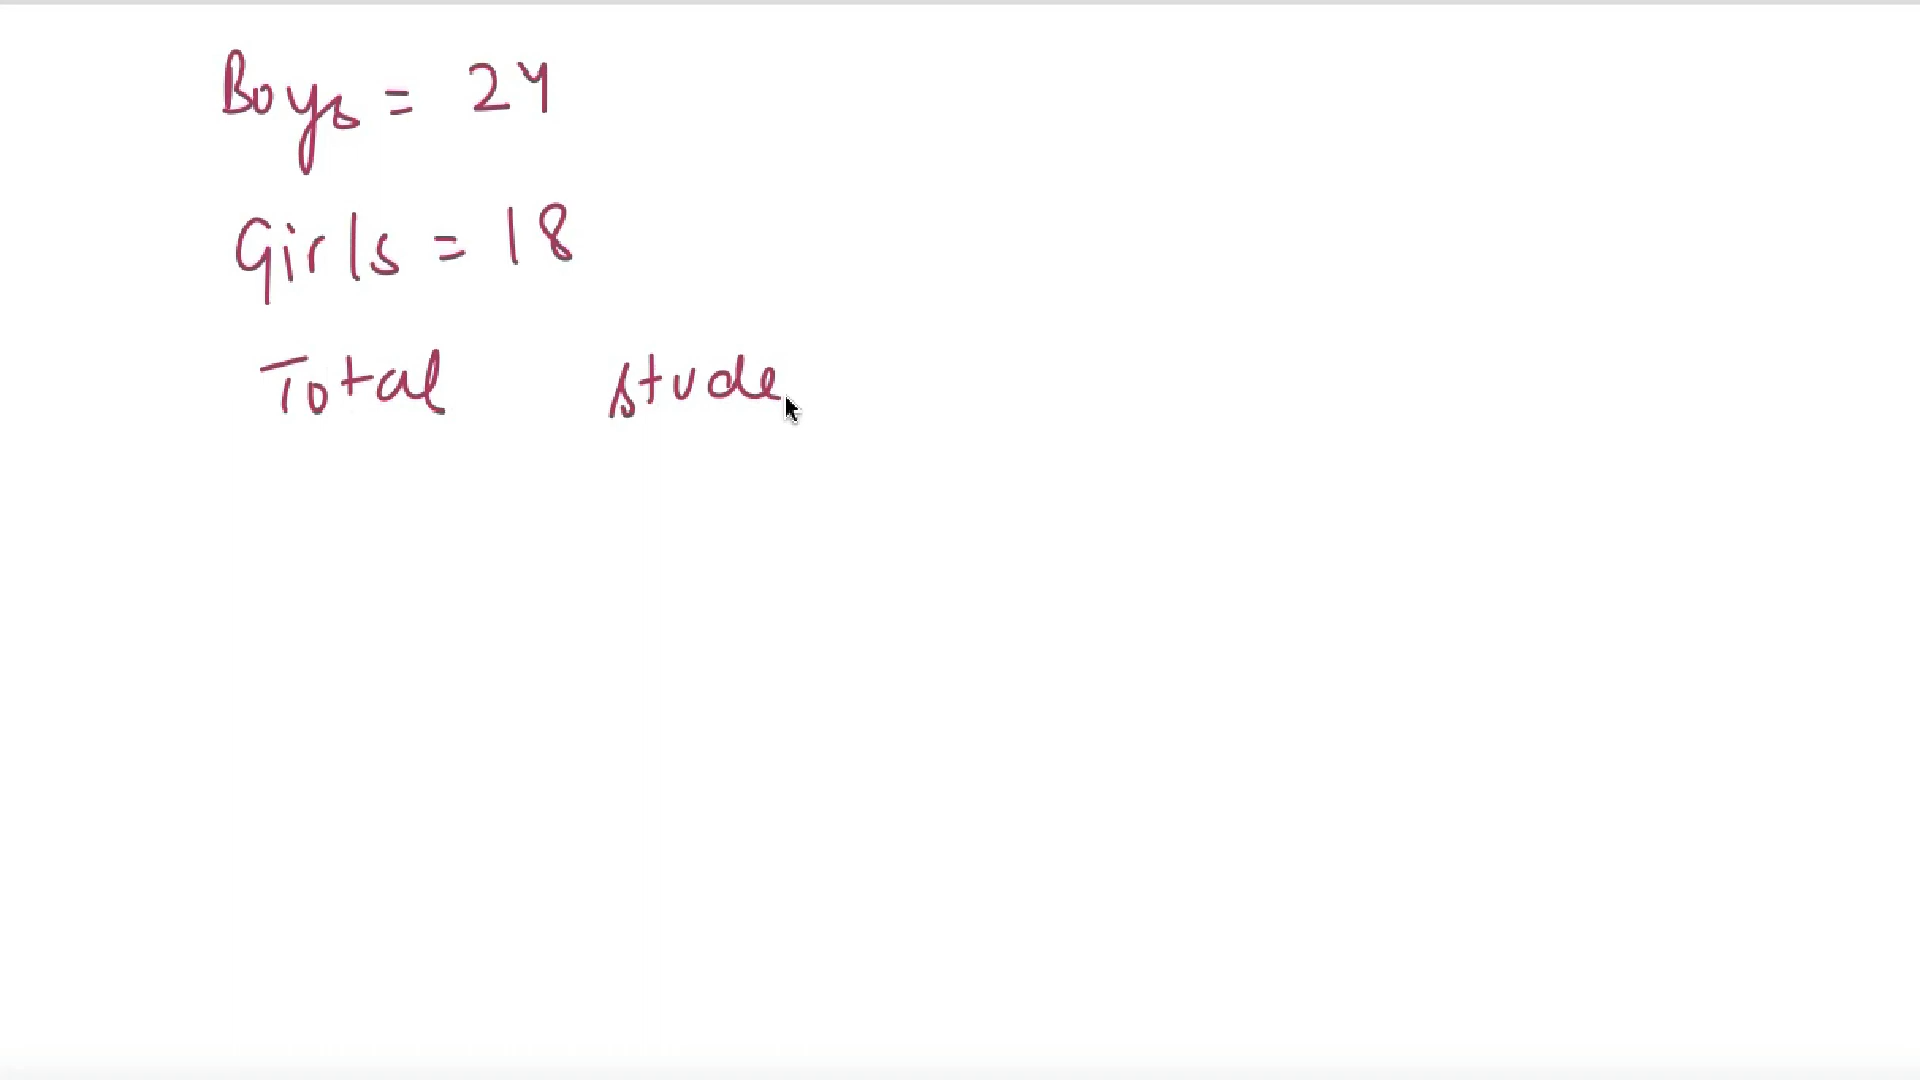 Boys = 24
Girls = 18
Total stude